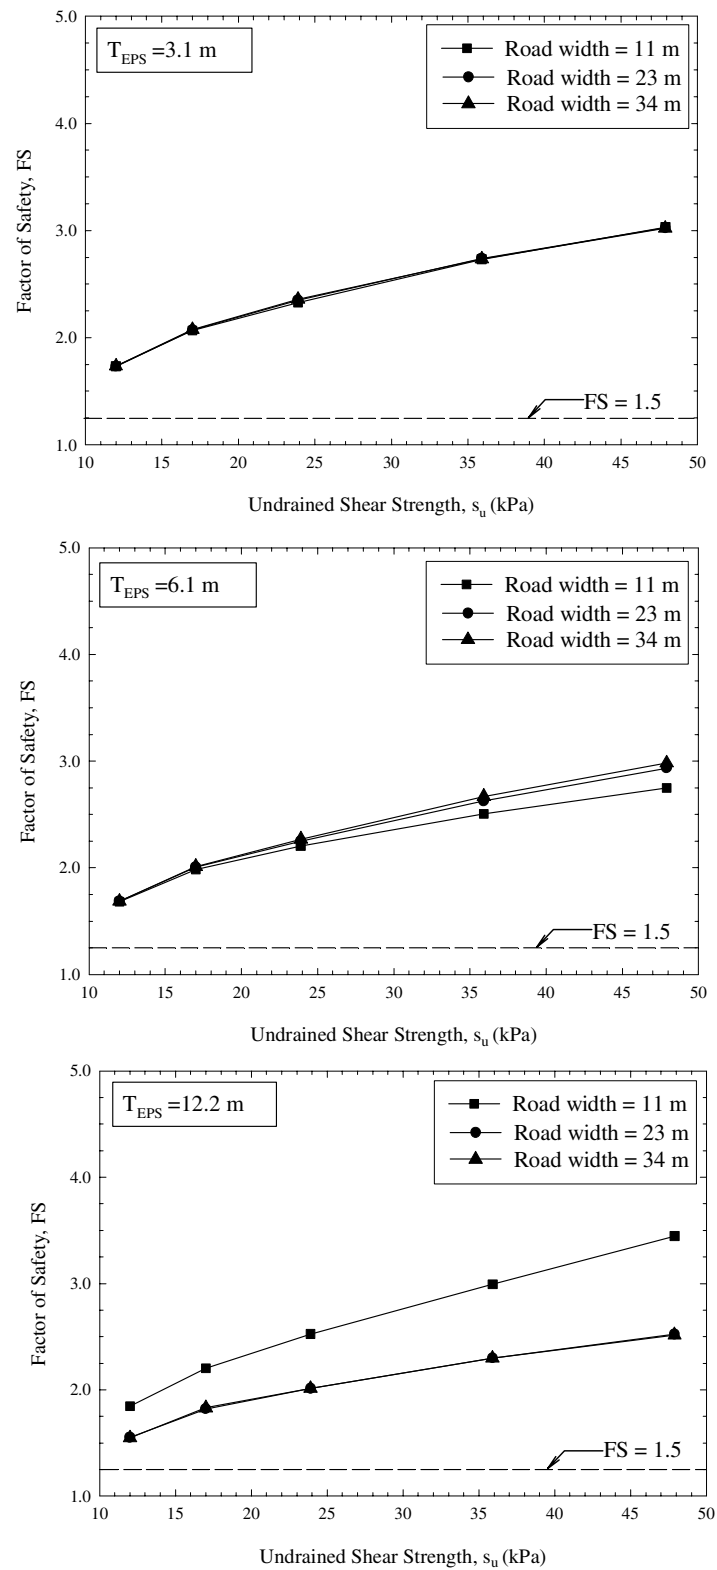 5.0
T_EPS =3.1 m
Road width = 11 m
Road width = 23 m
Road width = 34 m
4.0
3.0
2.0
1.0
Factor of Safety, FS
FS = 1.5
10 15 20 25 30 35 40 45 50
Undrained Shear Strength, s_u (kPa)
5.0
T_EPS =6.1 m
Road width = 11 m
Road width = 23 m
Road width = 34 m
4.0
3.0
2.0
1.0
Factor of Safety, FS
FS = 1.5
10 15 20 25 30 35 40 45 50
Undrained Shear Strength, s_u (kPa)
5.0
T_EPS =12.2 m
Road width = 11 m
Road width = 23 m
Road width = 34 m
4.0
3.0
2.0
1.0
Factor of Safety, FS
FS = 1.5
10 15 20 25 30 35 40 45 50
Undrained Shear Strength, s_u (kPa)